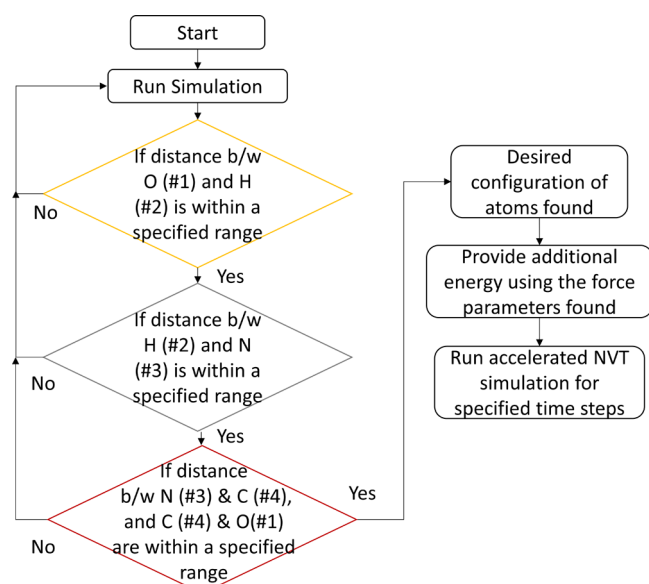 Start
Run Simulation
If distance b/w
O (#1) and H
(#2) is within a
specified range
No
Yes
If distance b/w
H (#2) and N
(#3) is within a
specified range
No
Yes
If distance
b/w N (#3) & C (#4),
and C (#4) & O(#1)
are within a specified
range
No
Yes
Desired
configuration of
atoms found
Provide additional
energy using the force
parameters found
Run accelerated NVT
simulation for
specified time steps